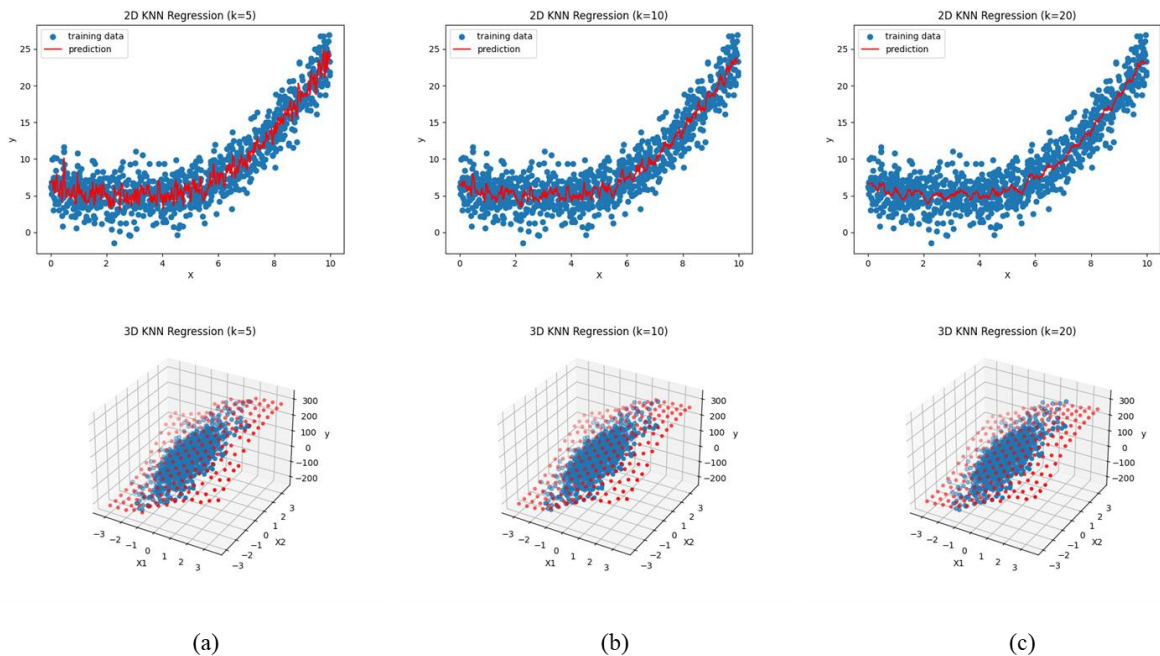 2D KNN Regression (k=5)
training data
prediction
25
20
15
10
5
0
y
0 2 4 6 8 10
X
2D KNN Regression (k=10)
training data
prediction
25
20
15
10
5
0
y
0 2 4 6 8 10
X
2D KNN Regression (k=20)
training data
prediction
25
20
15
10
5
0
y
0 2 4 6 8 10
X
3D KNN Regression (k=5)
300
200
100
0
−100
−200
y
−3 −2 −1 0 1 2 3
X1
−3 −2 −1 0 1 2 3
X2
3D KNN Regression (k=10)
300
200
100
0
−100
−200
y
−3 −2 −1 0 1 2 3
X1
−3 −2 −1 0 1 2 3
X2
3D KNN Regression (k=20)
300
200
100
0
−100
−200
y
−3 −2 −1 0 1 2 3
X1
−3 −2 −1 0 1 2 3
X2
(a) (b) (c)